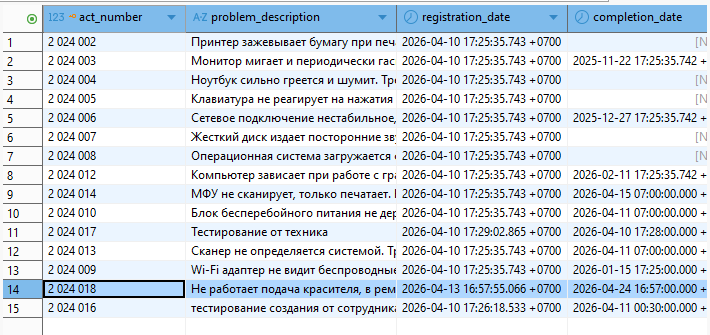 123 act_number A-Z problem_description registration_date completion_date
1 2 024 002 Принтер зажевывает бумагу при печа 2026-04-10 17:25:35.743 +0700 [N
2 2 024 003 Монитор мигает и периодически гас 2026-04-10 17:25:35.743 +0700 2025-11-22 17:25:35.742 +
3 2 024 004 Ноутбук сильно греется и шумит. Тре 2026-04-10 17:25:35.743 +0700 [N
4 2 024 005 Клавиатура не реагирует на нажатия 2026-04-10 17:25:35.743 +0700 [N
5 2 024 006 Сетевое подключение нестабильное, 2026-04-10 17:25:35.743 +0700 2025-12-27 17:25:35.742 +
6 2 024 007 Жесткий диск издает посторонние зву 2026-04-10 17:25:35.743 +0700 [N
7 2 024 008 Операционная система загружается с 2026-04-10 17:25:35.743 +0700 [N
8 2 024 012 Компьютер зависает при работе с гра 2026-04-10 17:25:35.743 +0700 2026-02-11 17:25:35.742 +
9 2 024 014 МФУ не сканирует, только печатает. 2026-04-10 17:25:35.743 +0700 2026-04-15 07:00:00.000 +
10 2 024 010 Блок бесперебойного питания не дер 2026-04-10 17:25:35.743 +0700 2026-04-11 07:00:00.000 +
11 2 024 017 Тестирование от техника 2026-04-10 17:29:02.865 +0700 2026-04-10 17:28:00.000 +
12 2 024 013 Сканер не определяется системой. Тр 2026-04-10 17:25:35.743 +0700 2026-04-11 07:00:00.000 +
13 2 024 009 Wi-Fi адаптер не видит беспроводные 2026-04-10 17:25:35.743 +0700 2026-01-15 17:25:00.000 +
14 2 024 018 Не работает подача красителя, в рем 2026-04-13 16:57:55.066 +0700 2026-04-24 16:57:00.000 +
15 2 024 016 тестирование создания от сотрудника 2026-04-10 17:26:18.533 +0700 2026-04-11 00:30:00.000 +